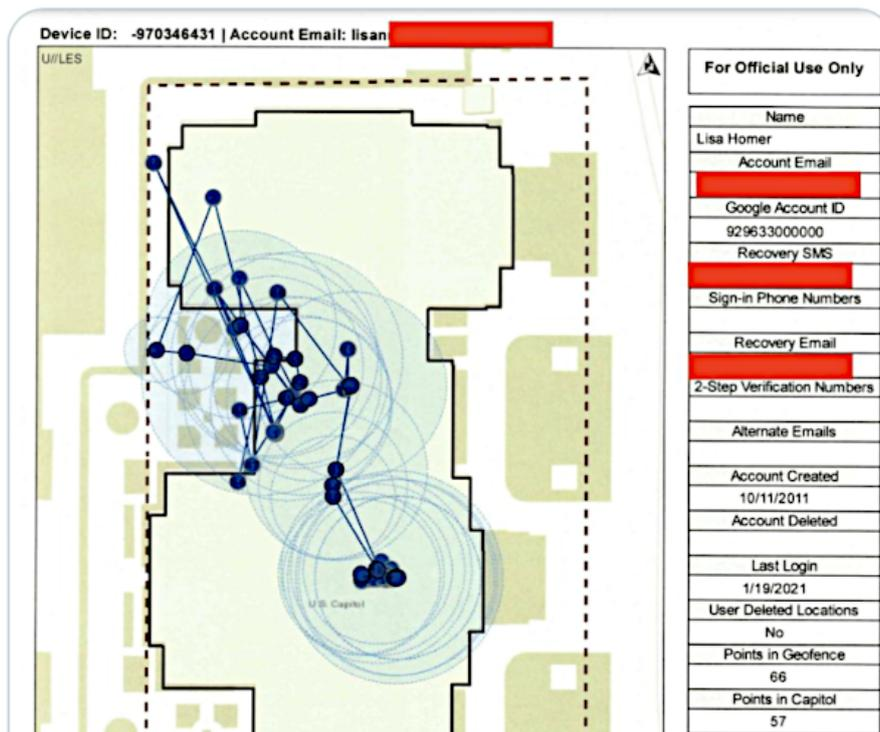 Device ID: -970346431 | Account Email: lisan
U//LES
U.S. Capitol
For Official Use Only
Name
Lisa Homer
Account Email
Google Account ID
929633000000
Recovery SMS
Sign-in Phone Numbers
Recovery Email
2-Step Verification Numbers
Alternate Emails
Account Created
10/11/2011
Account Deleted
Last Login
1/19/2021
User Deleted Locations
No
Points in Geofence
66
Points in Capitol
57